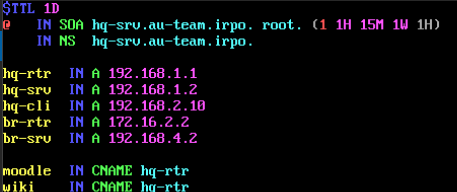 $TTL 1D
@ IN SOA hq-srv.au-team.irpo. root. (1 1H 15M 1W 1H)
IN NS hq-srv.au-team.irpo.
hq-rtr IN A 192.168.1.1
hq-srv IN A 192.168.1.2
hq-cli IN A 192.168.2.10
br-rtr IN A 172.16.2.2
br-srv IN A 192.168.4.2
moodle IN CNAME hq-rtr
wiki IN CNAME hq-rtr